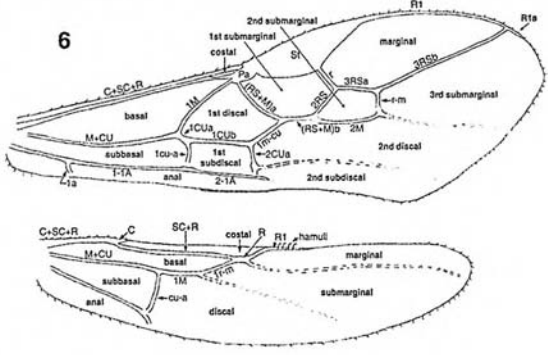 6
2nd submarginal
1st submarginal
costal
R1
R1a
St
marginal
C+SC+R
Pa
r
3RSa
3RSb
basal
1M
1st discal
(RS+M)a
2RS
r-m
3rd submarginal
M+CU
1CUa
1CUb
1m-cu
(RS+M)b
2M
2nd discal
subbasal
1cu-a
1st
subdiscal
2CUa
2nd subdiscal
1a
1-1A
anal
2-1A
C+SC+R
C
SC+R
costal
R
R1
hamuli
M+CU
basal
marginal
subbasal
1M
1r-m
submarginal
anal
cu-a
discal